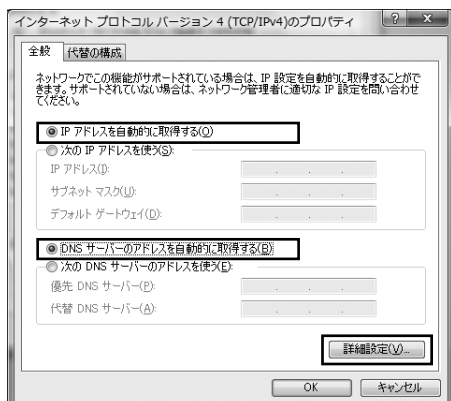 インターネット プロトコル バージョン 4 (TCP/IPv4)のプロパティ
全般
代替の構成
ネットワークでこの機能がサポートされている場合は、IP 設定を自動的に取得することがで
きます。サポートされていない場合は、ネットワーク管理者に適切な IP 設定を問い合わせ
てください。
IP アドレスを自動的に取得する(O)
次の IP アドレスを使う(S):
IP アドレス(I):
サブネット マスク(U):
デフォルト ゲートウェイ(D):
DNS サーバーのアドレスを自動的に取得する(B)
次の DNS サーバーのアドレスを使う(E):
優先 DNS サーバー(P):
代替 DNS サーバー(A):
詳細設定(V)...
OK
キャンセル